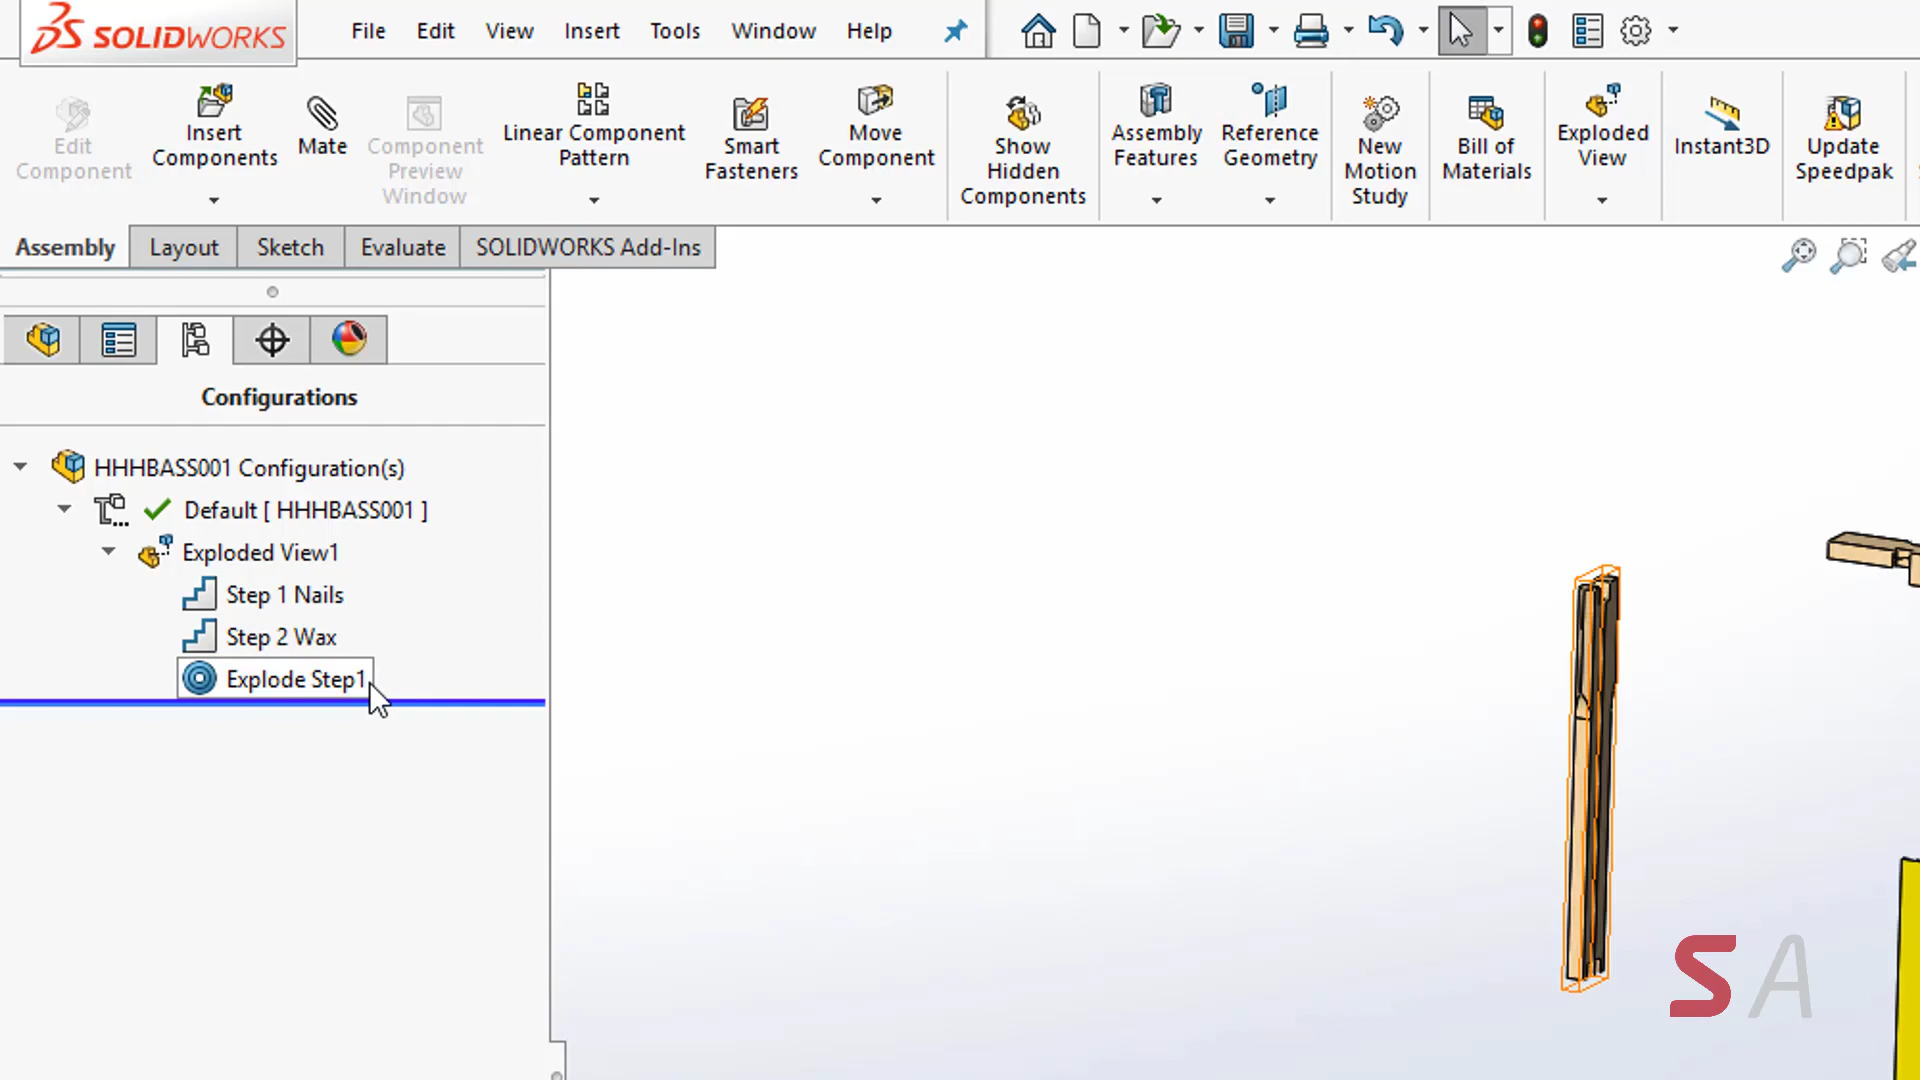 SOLIDWORKS
File Edit View Insert Tools Window Help
Edit Component
Insert Components
Mate
Component Preview Window
Linear Component Pattern
Smart Fasteners
Move Component
Show Hidden Components
Assembly Features
Reference Geometry
New Motion Study
Bill of Materials
Exploded View
Instant3D
Update Speedpak
Assembly Layout Sketch Evaluate SOLIDWORKS Add-Ins
Configurations
HHHBASS001 Configuration(s)
Default [ HHHBASS001 ]
Exploded View1
Step 1 Nails
Step 2 Wax
Explode Step1
SA